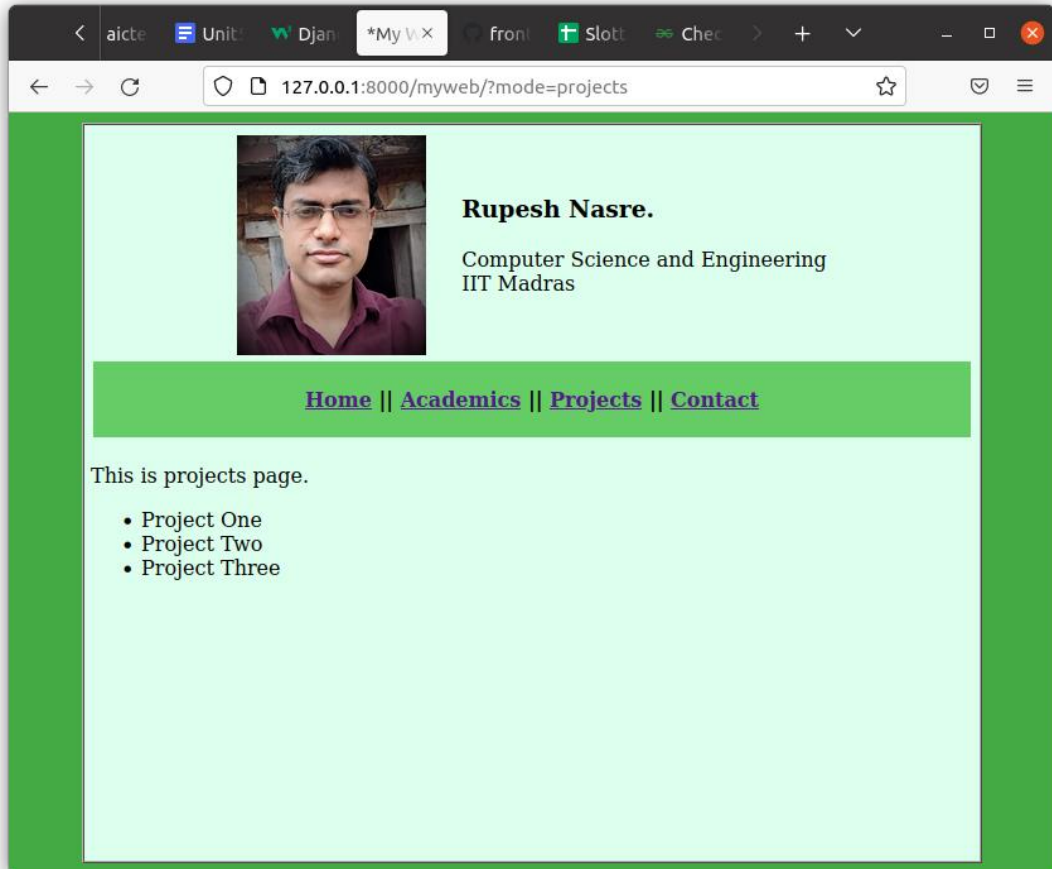 aicte Unit5 Djan *My W fron Slott Chec
127.0.0.1:8000/myweb/?mode=projects
Rupesh Nasre.
Computer Science and Engineering
IIT Madras
Home || Academics || Projects || Contact
This is projects page.
• Project One
• Project Two
• Project Three